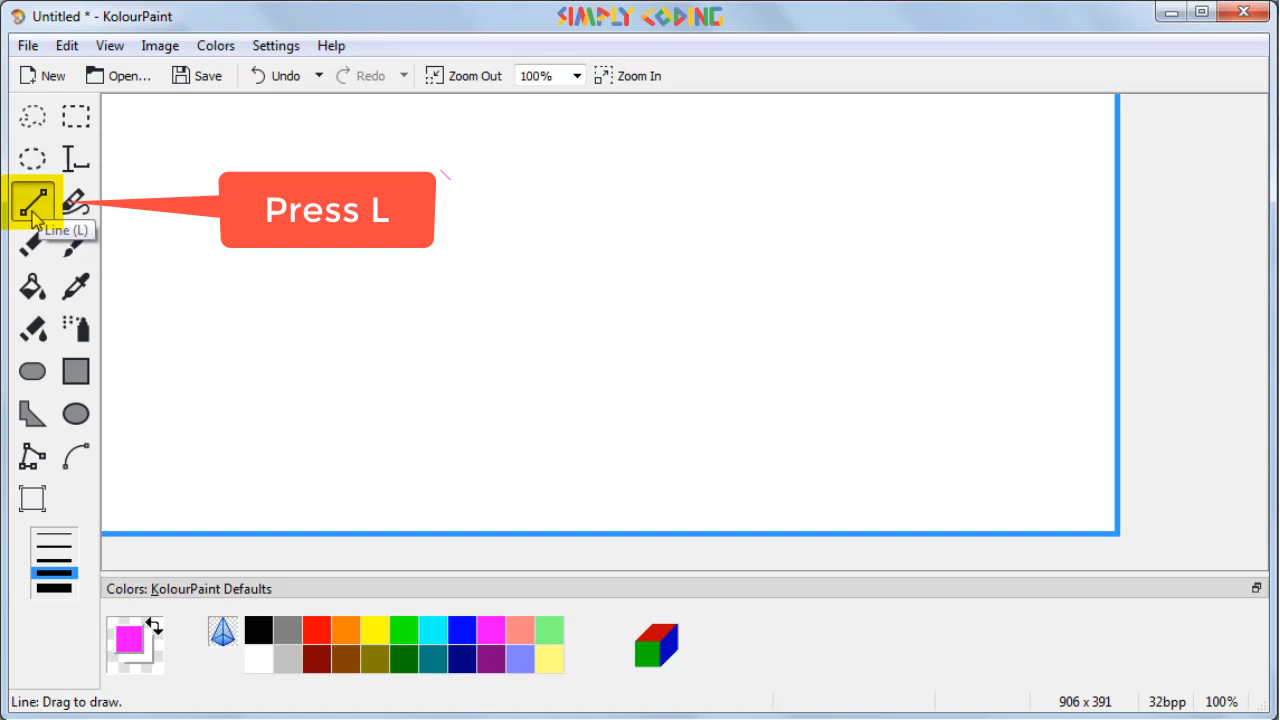 Untitled * - KolourPaint
SIMPLY CODING
File Edit View Image Colors Settings Help
New Open... Save Undo Redo Zoom Out 100% Zoom In
Press L
Line (L)
Colors: KolourPaint Defaults
Line: Drag to draw. 906 x 391 32bpp 100%